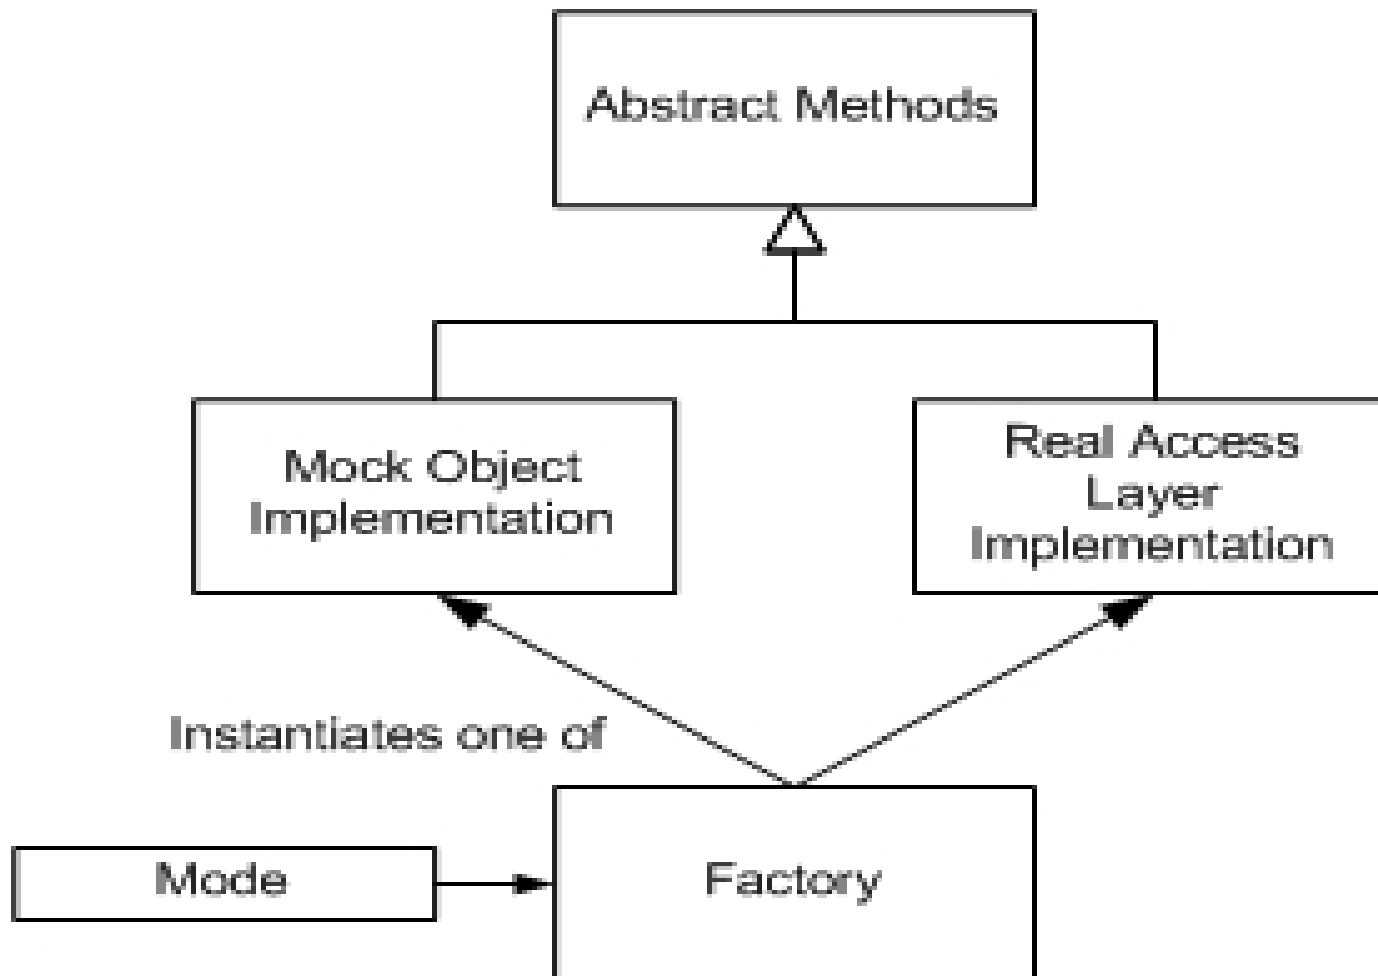 Abstract Methods
Mock Object
Implementation
Real Access
Layer
Implementation
Instantiates one of
Mode
Factory